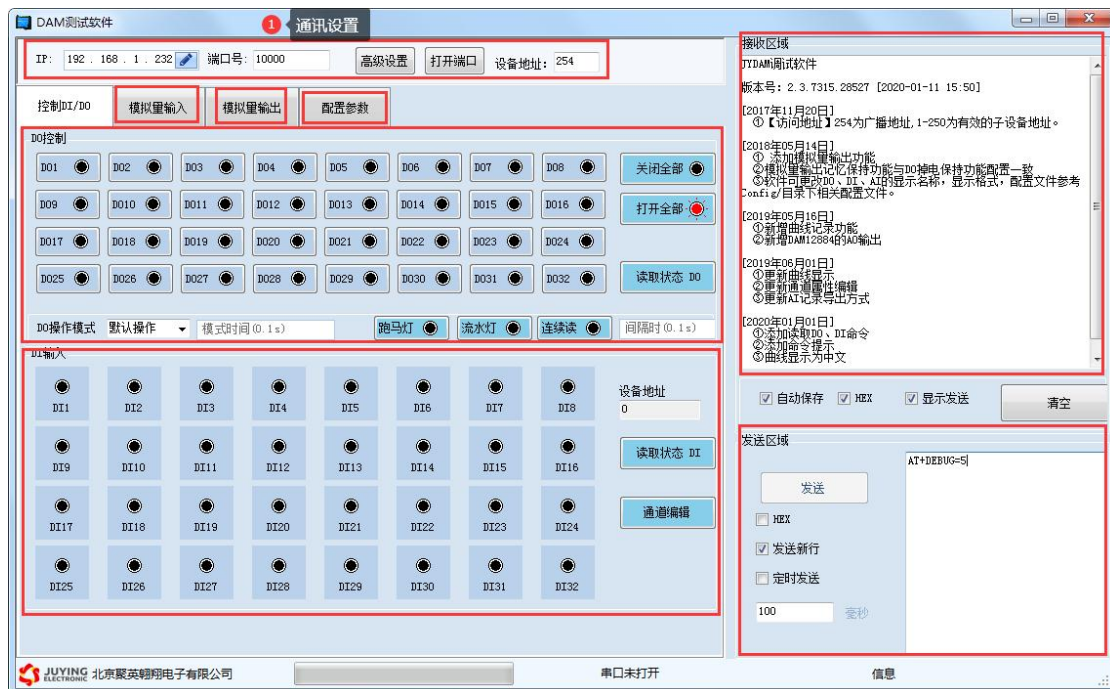 DAM测试软件
1 通讯设置
IP: 192 . 168 . 1 . 232 端口号: 10000 高级设置 打开端口 设备地址: 254
控制DI/DO 模拟量输入 模拟量输出 配置参数
DO控制
DO1 DO2 DO3 DO4 DO5 DO6 DO7 DO8 关闭全部
DO9 DO10 DO11 DO12 DO13 DO14 DO15 DO16 打开全部
DO17 DO18 DO19 DO20 DO21 DO22 DO23 DO24
DO25 DO26 DO27 DO28 DO29 DO30 DO31 DO32 读取状态 DO
DO操作模式 默认操作 模式时间(0.1s) 跑马灯 流水灯 连续读 间隔时(0.1s)
DI输入
DI1 DI2 DI3 DI4 DI5 DI6 DI7 DI8
设备地址
0
DI9 DI10 DI11 DI12 DI13 DI14 DI15 DI16
读取状态 DI
DI17 DI18 DI19 DI20 DI21 DI22 DI23 DI24
通道编辑
DI25 DI26 DI27 DI28 DI29 DI30 DI31 DI32
接收区域
JYDAM调试软件
版本号: 2.3.7315.28527 [2020-01-11 15:50]
[2017年11月20日]
①【访问地址】254为广播地址,1-250为有效的子设备地址。
[2018年05月14日]
① 添加模拟量输出功能
②模拟量输出记忆保持功能与DO掉电保持功能配置一致
③软件可更改DO、DI、AI的显示名称，显示格式，配置文件参考
Config/目录下相关配置文件。
[2019年05月16日]
①新增曲线记录功能
②新增DAM12884的AO输出
[2019年06月01日]
①更新曲线显示
②更新通道属性编辑
③更新AI记录导出方式
[2020年01月01日]
①添加读取DO、DI命令
②添加命令提示
③曲线显示为中文
自动保存 HEX 显示发送 清空
发送区域
AT+DEBUG=5
发送
HEX
发送新行
定时发送
100 毫秒
JUYING ELECTRONIC 北京聚英翱翔电子有限公司 串口未打开 信息